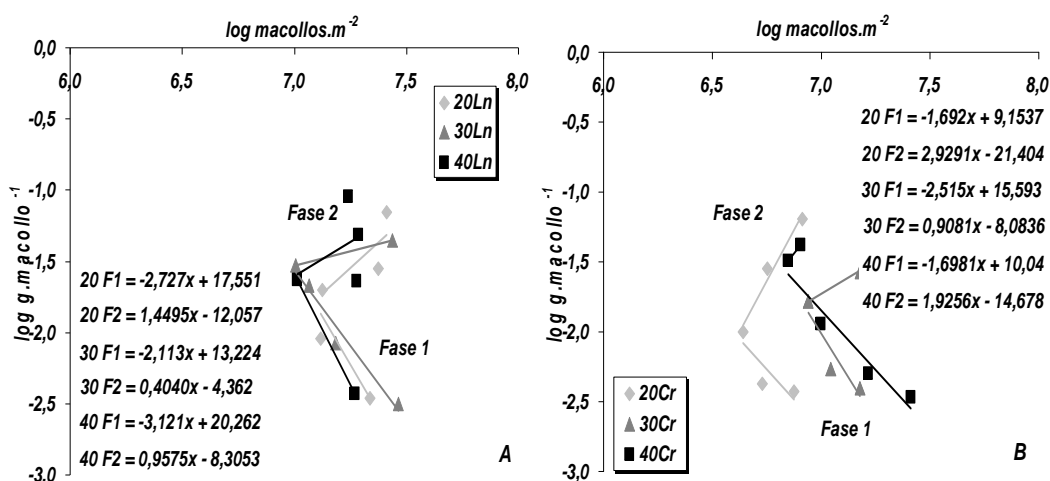 log macollos.m-2
0,0
6,0 6,5 7,0 7,5 8,0
-0,5
-1,0
-1,5
-2,0
-2,5
-3,0
log g.macollo-1
20Ln
30Ln
40Ln
Fase 2
Fase 1
20 F1 = -2,727x + 17,551
20 F2 = 1,4495x - 12,057
30 F1 = -2,113x + 13,224
30 F2 = 0,4040x - 4,362
40 F1 = -3,121x + 20,262
40 F2 = 0,9575x - 8,3053
A
log macollos.m-2
0,0
6,0 6,5 7,0 7,5 8,0
-0,5
-1,0
-1,5
-2,0
-2,5
-3,0
log g.macollo-1
20 F1 = -1,692x + 9,1537
20 F2 = 2,9291x - 21,404
30 F1 = -2,515x + 15,593
30 F2 = 0,9081x - 8,0836
40 F1 = -1,6981x + 10,04
40 F2 = 1,9256x - 14,678
Fase 2
Fase 1
20Cr
30Cr
40Cr
B